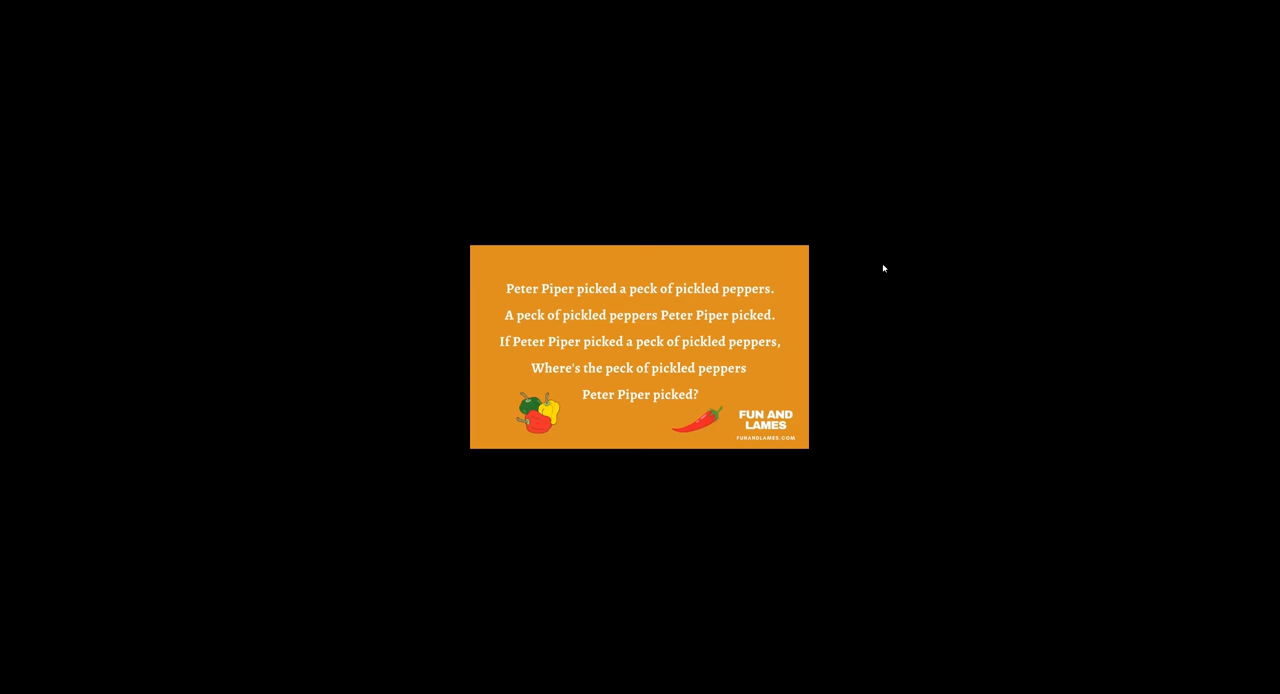 Peter Piper picked a peck of pickled peppers.
A peck of pickled peppers Peter Piper picked.
If Peter Piper picked a peck of pickled peppers,
Where's the peck of pickled peppers
Peter Piper picked?
FUN AND
LAMES
FUNANDLAMES.COM